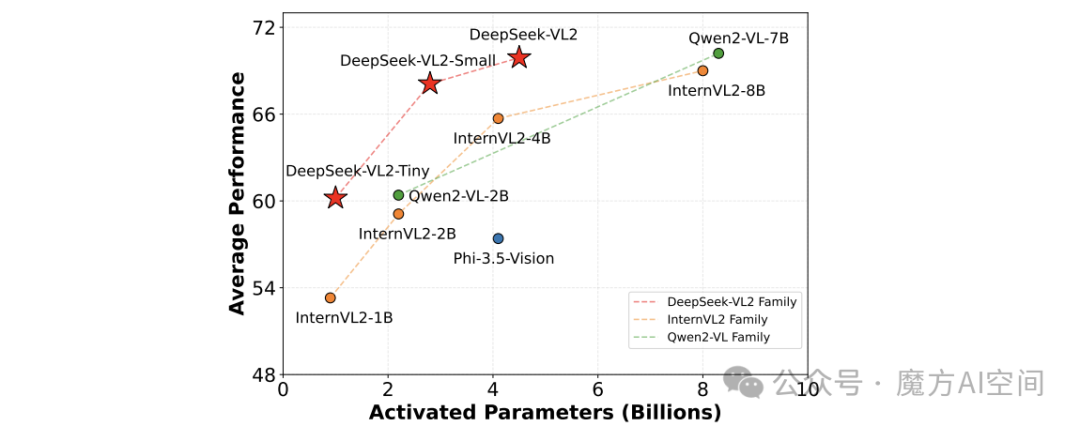 72
66
60
54
48
Average Performance
DeepSeek-VL2
Qwen2-VL-7B
DeepSeek-VL2-Small
InternVL2-8B
InternVL2-4B
DeepSeek-VL2-Tiny
Qwen2-VL-2B
InternVL2-2B
Phi-3.5-Vision
InternVL2-1B
DeepSeek-VL2 Family
InternVL2 Family
Qwen2-VL Family
0 2 4 6 8 10
Activated Parameters (Billions)
公众号 · 魔方AI空间